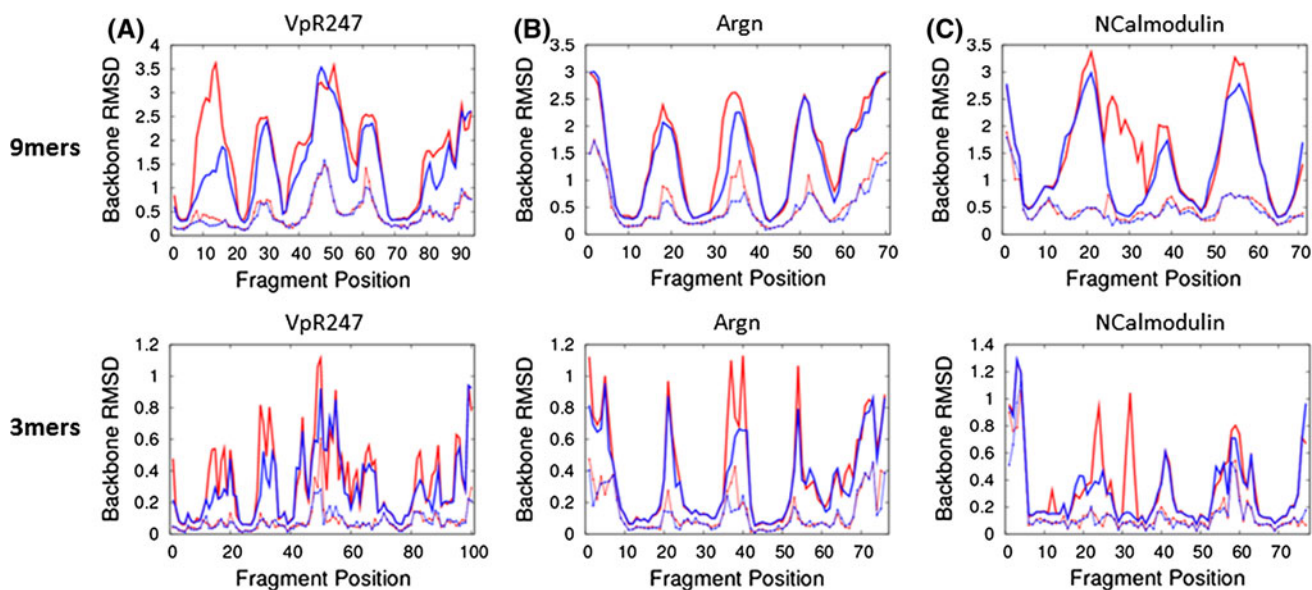 (A) VpR247
(B) Argn
(C) NCalmodulin
9mers
Backbone RMSD
4
3.5
3
2.5
2
1.5
1
0.5
0
0 10 20 30 40 50 60 70 80 90
Fragment Position
Backbone RMSD
3.5
3
2.5
2
1.5
1
0.5
0
0 10 20 30 40 50 60 70
Fragment Position
Backbone RMSD
3.5
3
2.5
2
1.5
1
0.5
0
0 10 20 30 40 50 60 70
Fragment Position
3mers
VpR247
Backbone RMSD
1.2
1
0.8
0.6
0.4
0.2
0
0 20 40 60 80 100
Fragment Position
Argn
Backbone RMSD
1.2
1
0.8
0.6
0.4
0.2
0
0 10 20 30 40 50 60 70
Fragment Position
NCalmodulin
Backbone RMSD
1.4
1.2
1
0.8
0.6
0.4
0.2
0
0 10 20 30 40 50 60 70
Fragment Position